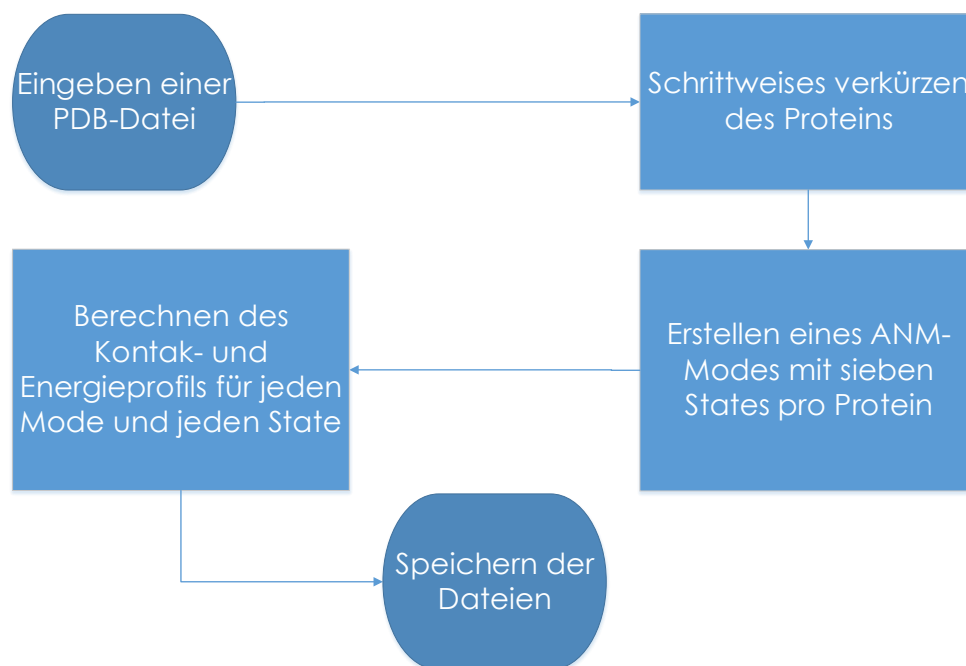 Eingeben einer
PDB-Datei
Schrittweises verkürzen
des Proteins
Erstellen eines ANM-
Modes mit sieben
States pro Protein
Berechnen des
Kontak- und
Energieprofils für jeden
Mode und jeden State
Speichern der
Dateien